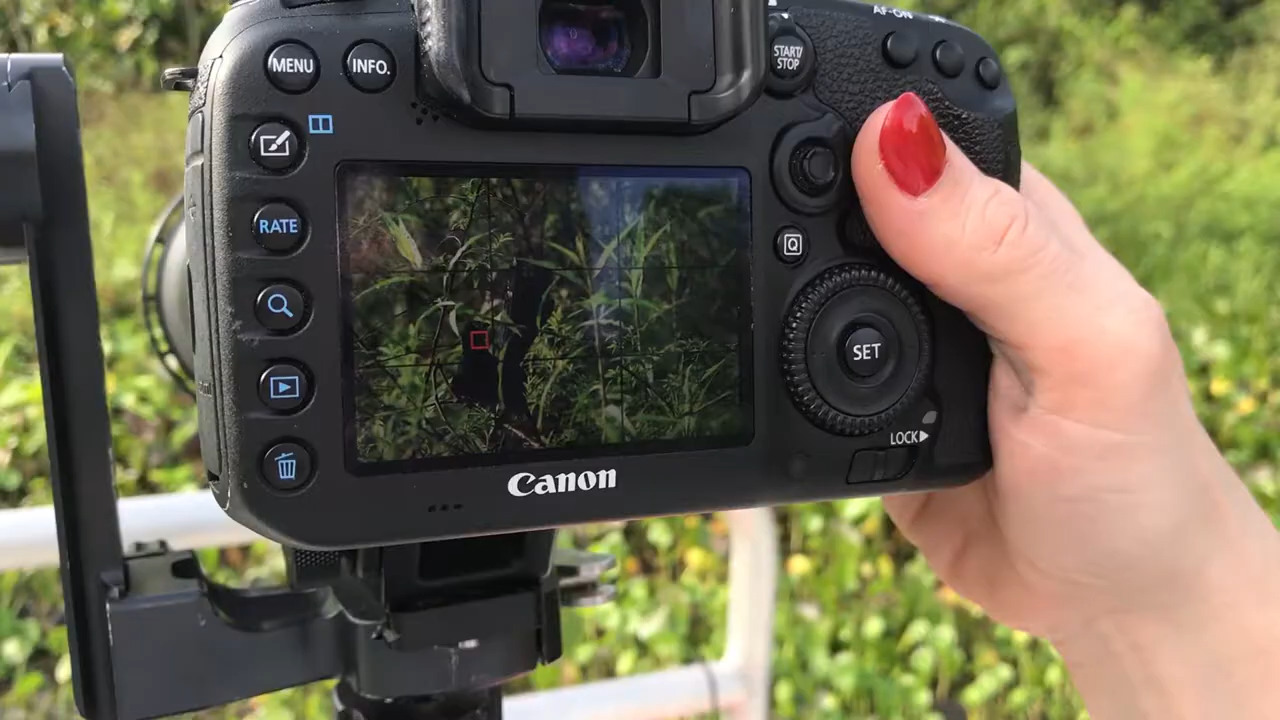 AF-ON
MENU
INFO.
START/
STOP
RATE
Q
SET
LOCK
Canon